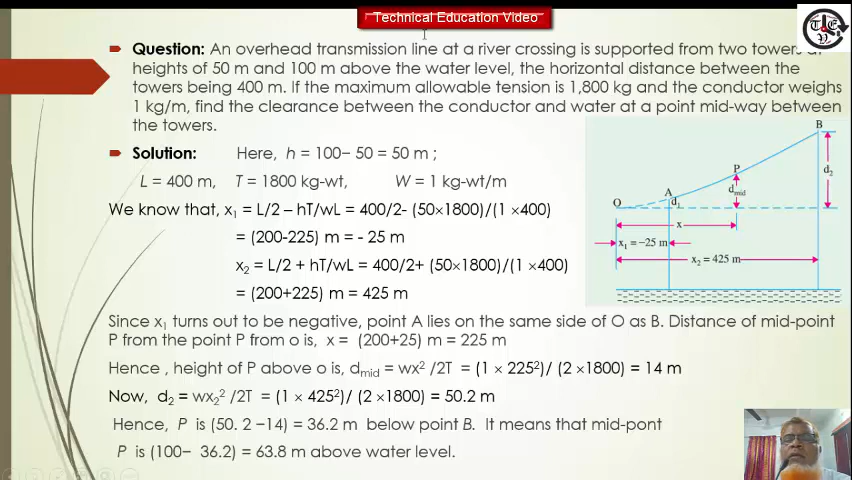 Technical Education Video
Question: An overhead transmission line at a river crossing is supported from two towers at
heights of 50 m and 100 m above the water level, the horizontal distance between the
towers being 400 m. If the maximum allowable tension is 1,800 kg and the conductor weighs
1 kg/m, find the clearance between the conductor and water at a point mid-way between
the towers.
Solution: Here, h = 100− 50 = 50 m ;
L = 400 m, T = 1800 kg-wt, W = 1 kg-wt/m
We know that, x₁ = L/2 – hT/wL = 400/2- (50×1800)/(1 ×400)
= (200-225) m = - 25 m
x₂ = L/2 + hT/wL = 400/2+ (50×1800)/(1 ×400)
= (200+225) m = 425 m
Since x₁ turns out to be negative, point A lies on the same side of O as B. Distance of mid-point
P from the point P from o is, x = (200+25) m = 225 m
Hence , height of P above o is, dmid = wx² /2T = (1 × 225²)/ (2 ×1800) = 14 m
Now, d₂ = wx₂² /2T = (1 × 425²)/ (2 ×1800) = 50.2 m
Hence, P is (50. 2 −14) = 36.2 m below point B. It means that mid-pont
P is (100− 36.2) = 63.8 m above water level.
B
P
A
O
d₁
dmid
d₂
x
x₁ = −25 m
x₂ = 425 m